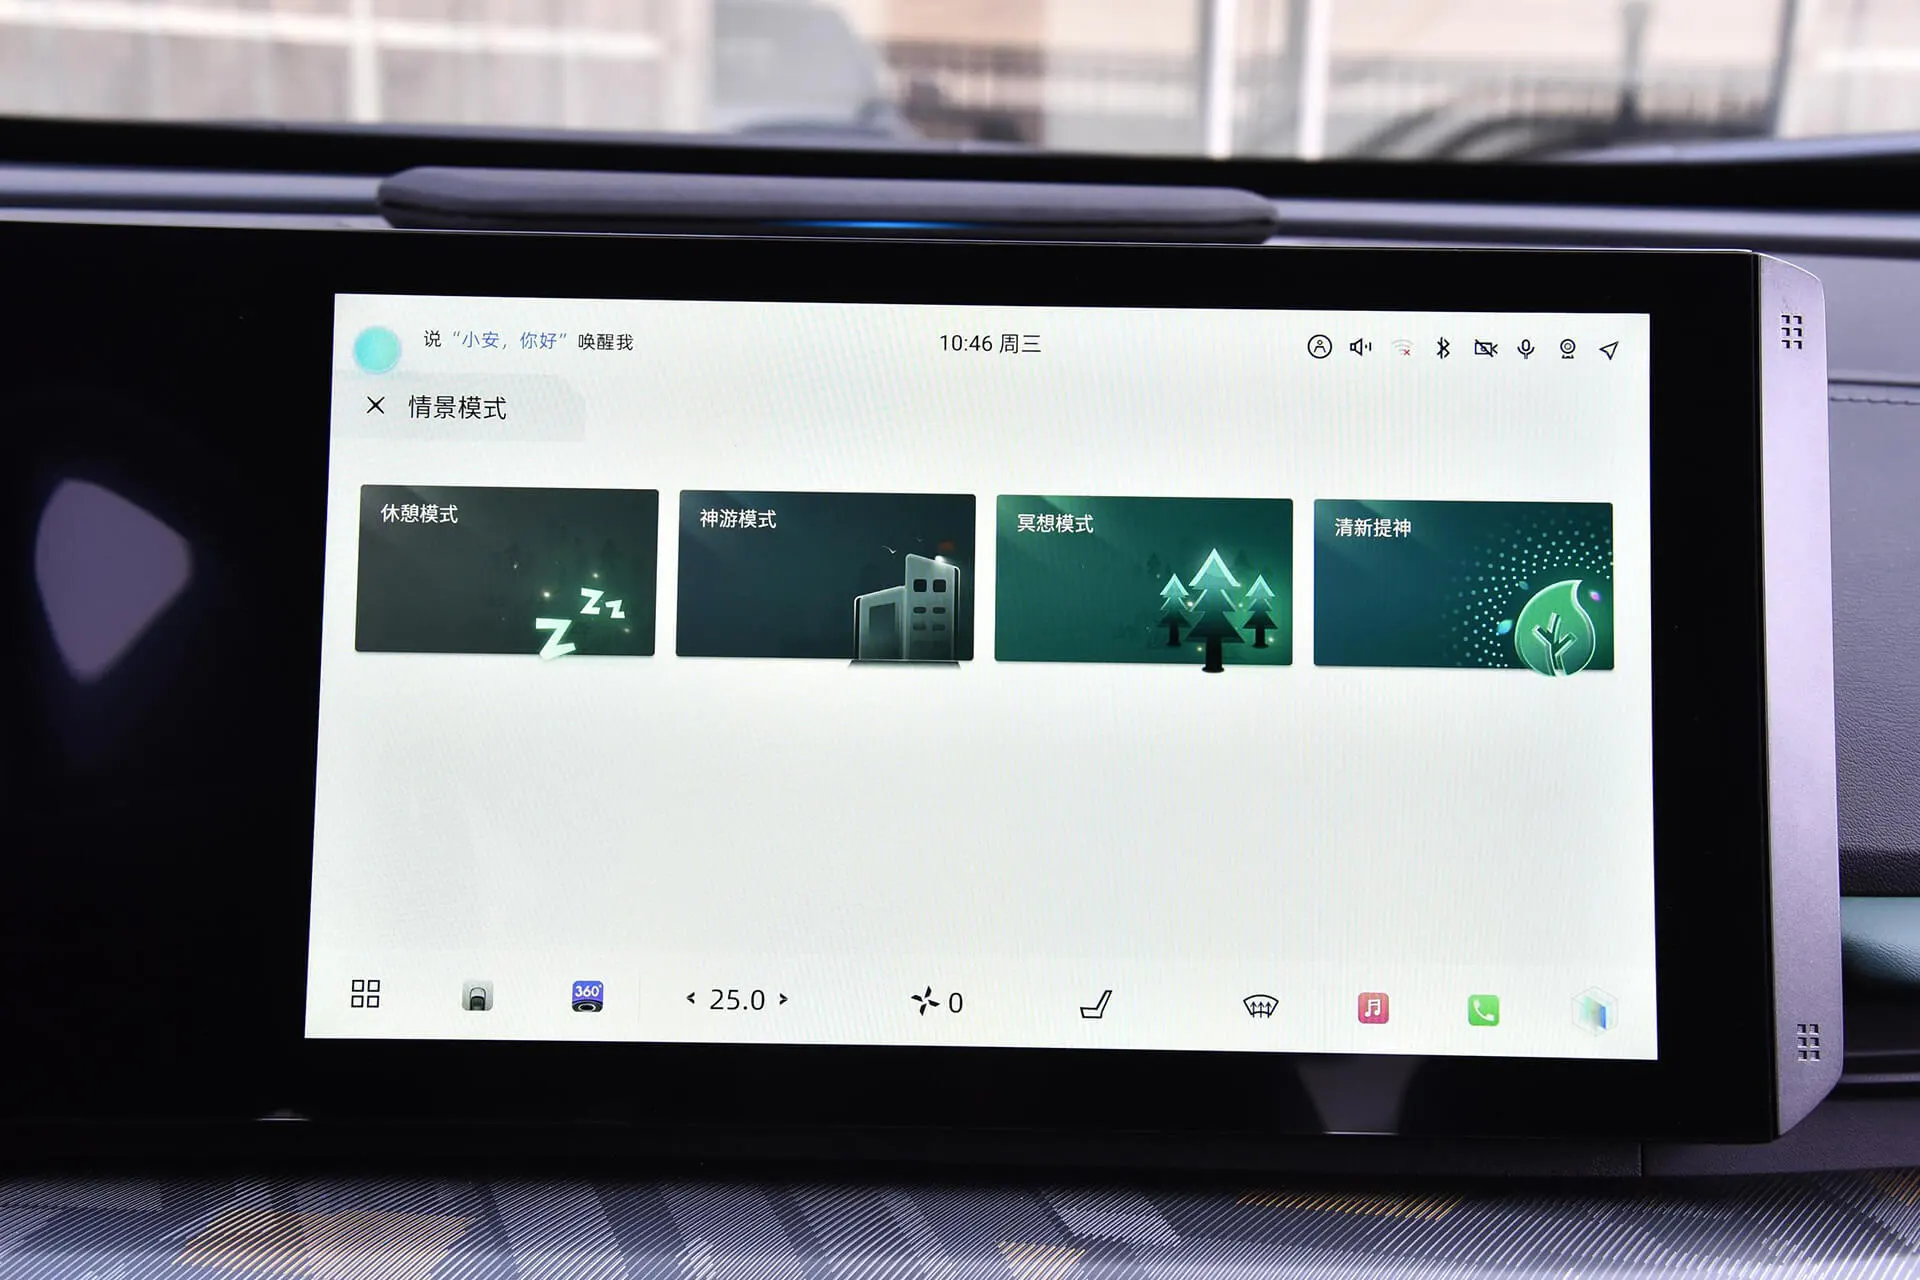 说“小安，你好”唤醒我
10:46 周三
情景模式
休憩模式
神游模式
冥想模式
清新提神
zzz
360°
< 25.0 >
0